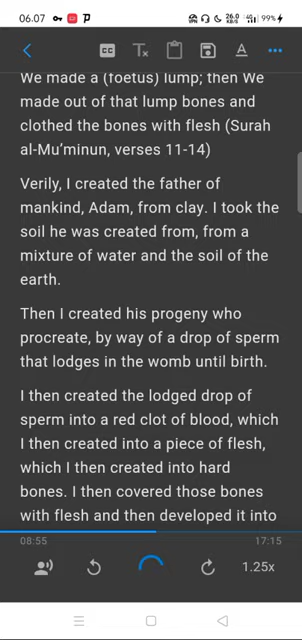 06.07
26.0
KB/S
4G
99%
CC
We made a (foetus) lump; then We
made out of that lump bones and
clothed the bones with flesh (Surah
al-Mu'minun, verses 11-14)
Verily, I created the father of
mankind, Adam, from clay. I took the
soil he was created from, from a
mixture of water and the soil of the
earth.
Then I created his progeny who
procreate, by way of a drop of sperm
that lodges in the womb until birth.
I then created the lodged drop of
sperm into a red clot of blood, which
I then created into a piece of flesh,
which I then created into hard
bones. I then covered those bones
with flesh and then developed it into
08:55
17:15
1.25x